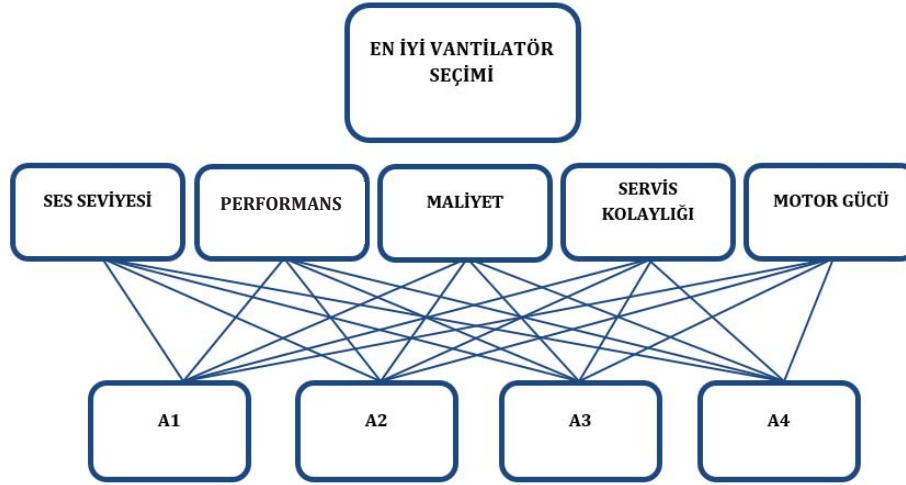 EN İYİ VANTİLATÖR
SEÇİMİ
SES SEVİYESİ
PERFORMANS
MALİYET
SERVİS
KOLAYLIĞI
MOTOR GÜCÜ
A1
A2
A3
A4